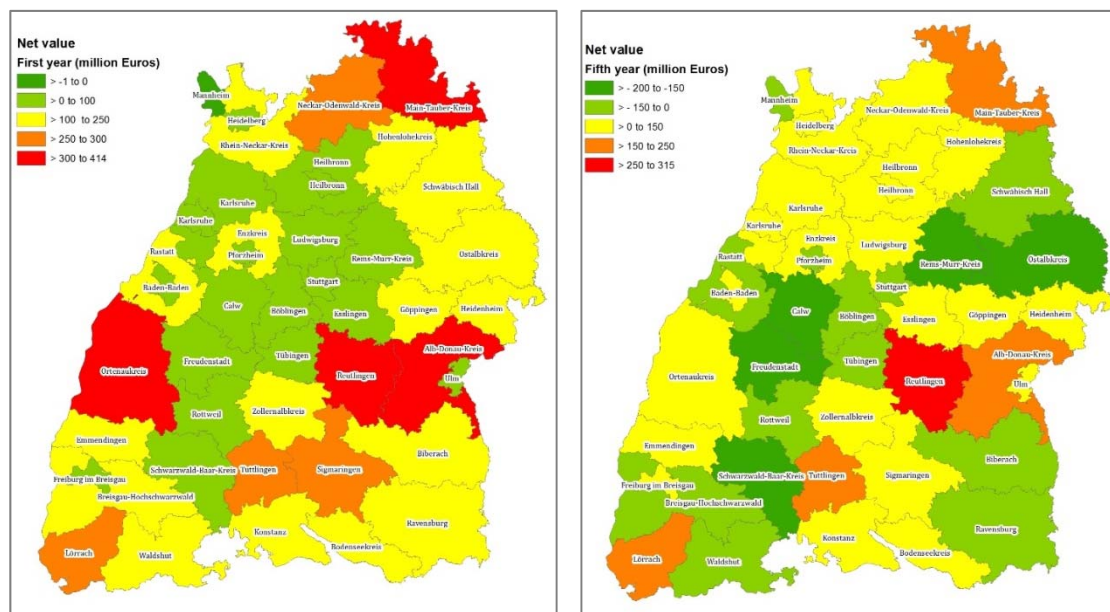 Net value
First year (million Euros)
> -1 to 0
> 0 to 100
> 100 to 250
> 250 to 300
> 300 to 414
Mannheim
Heidelberg
Neckar-Odenwald-Kreis
Main-Tauber-Kreis
Rhein-Neckar-Kreis
Hohenlohekreis
Heilbronn
Heilbronn
Schwäbisch Hall
Karlsruhe
Karlsruhe
Enzkreis
Pforzheim
Ludwigsburg
Rems-Murr-Kreis
Ostalbkreis
Rastatt
Baden-Baden
Stuttgart
Calw
Böblingen
Esslingen
Göppingen
Heidenheim
Alb-Donau-Kreis
Ortenaukreis
Freudenstadt
Tübingen
Reutlingen
Ulm
Rottweil
Zollernalbkreis
Emmendingen
Schwarzwald-Baar-Kreis
Tuttlingen
Sigmaringen
Biberach
Freiburg im Breisgau
Breisgau-Hochschwarzwald
Ravensburg
Konstanz
Bodenseekreis
Lörrach
Waldshut
Net value
Fifth year (million Euros)
> - 200 to -150
> - 150 to 0
> 0 to 150
> 150 to 250
> 250 to 315
Mannheim
Heidelberg
Neckar-Odenwald-Kreis
Main-Tauber-Kreis
Rhein-Neckar-Kreis
Hohenlohekreis
Heilbronn
Heilbronn
Schwäbisch Hall
Karlsruhe
Karlsruhe
Enzkreis
Pforzheim
Ludwigsburg
Rems-Murr-Kreis
Ostalbkreis
Rastatt
Baden-Baden
Stuttgart
Calw
Böblingen
Esslingen
Göppingen
Heidenheim
Alb-Donau-Kreis
Ortenaukreis
Freudenstadt
Tübingen
Reutlingen
Ulm
Rottweil
Zollernalbkreis
Emmendingen
Schwarzwald-Baar-Kreis
Tuttlingen
Sigmaringen
Biberach
Freiburg im Breisgau
Breisgau-Hochschwarzwald
Ravensburg
Konstanz
Bodenseekreis
Lörrach
Waldshut